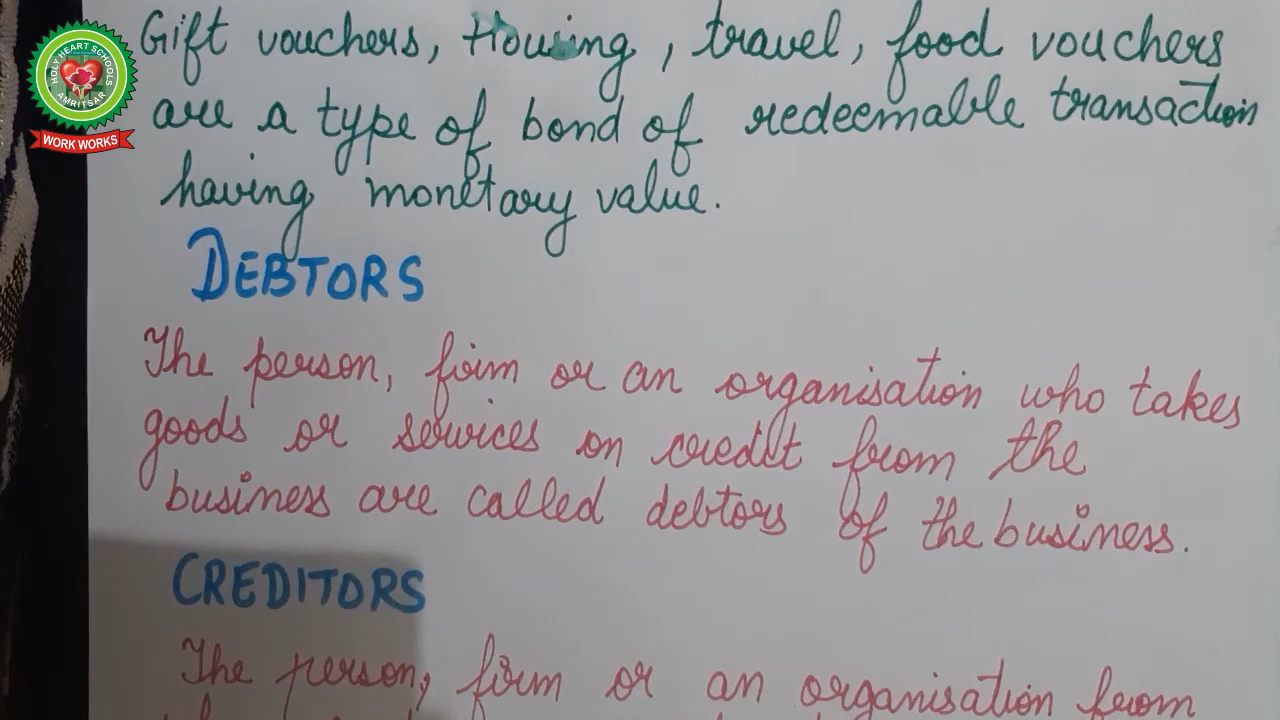 HOLY HEART SCHOOLS
AMRITSAR
WORK WORKS
Gift vouchers, Housing, travel, food vouchers
are a type of bond of redeemable transaction
having monetary value.
DEBTORS
The person, firm or an organisation who takes
goods or services on credit from the
business are called debtors of the business.
CREDITORS
The person, firm or an organisation from